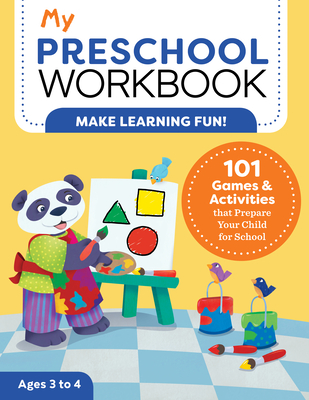 My
PRESCHOOL
WORKBOOK
MAKE LEARNING FUN!
101
Games &
Activities
that Prepare
Your Child
for School
Ages 3 to 4